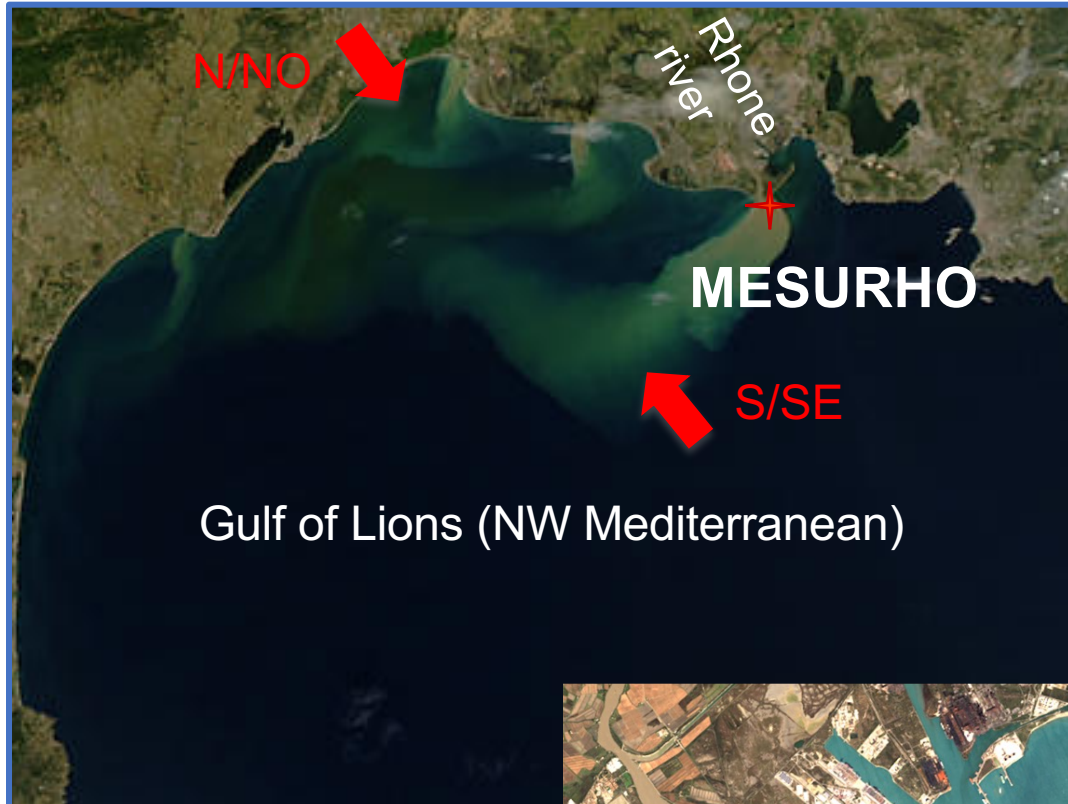 N/NO
Rhone
river
MESURHO
S/SE
Gulf of Lions (NW Mediterranean)